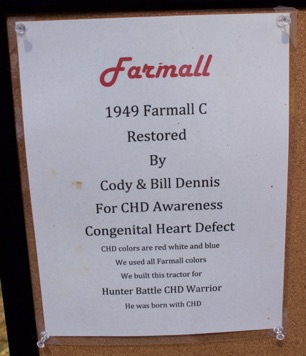 Farmall
1949 Farmall C
Restored
By
Cody & Bill Dennis
For CHD Awareness
Congenital Heart Defect
CHD colors are red white and blue
We used all Farmall colors
We built this tractor for
Hunter Battle CHD Warrior
He was born with CHD